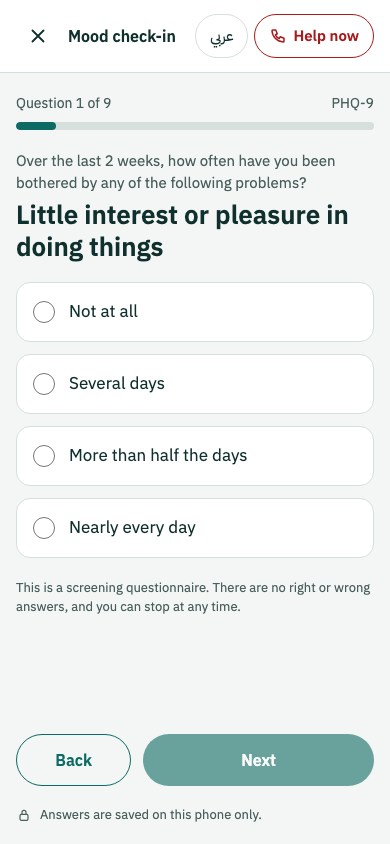 Mood check-in
عربي
Help now
Question 1 of 9
PHQ-9
Over the last 2 weeks, how often have you been
bothered by any of the following problems?
Little interest or pleasure in
doing things
Not at all
Several days
More than half the days
Nearly every day
This is a screening questionnaire. There are no right or wrong
answers, and you can stop at any time.
Back
Next
Answers are saved on this phone only.